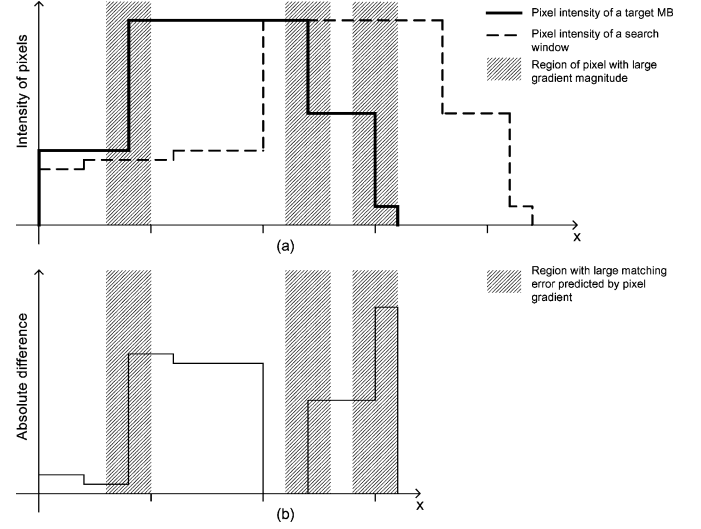 Intensity of pixels
Pixel intensity of a target MB
Pixel intensity of a search
window
Region of pixel with large
gradient magnitude
x
(a)
Absolute difference
Region with large matching
error predicted by pixel
gradient
x
(b)